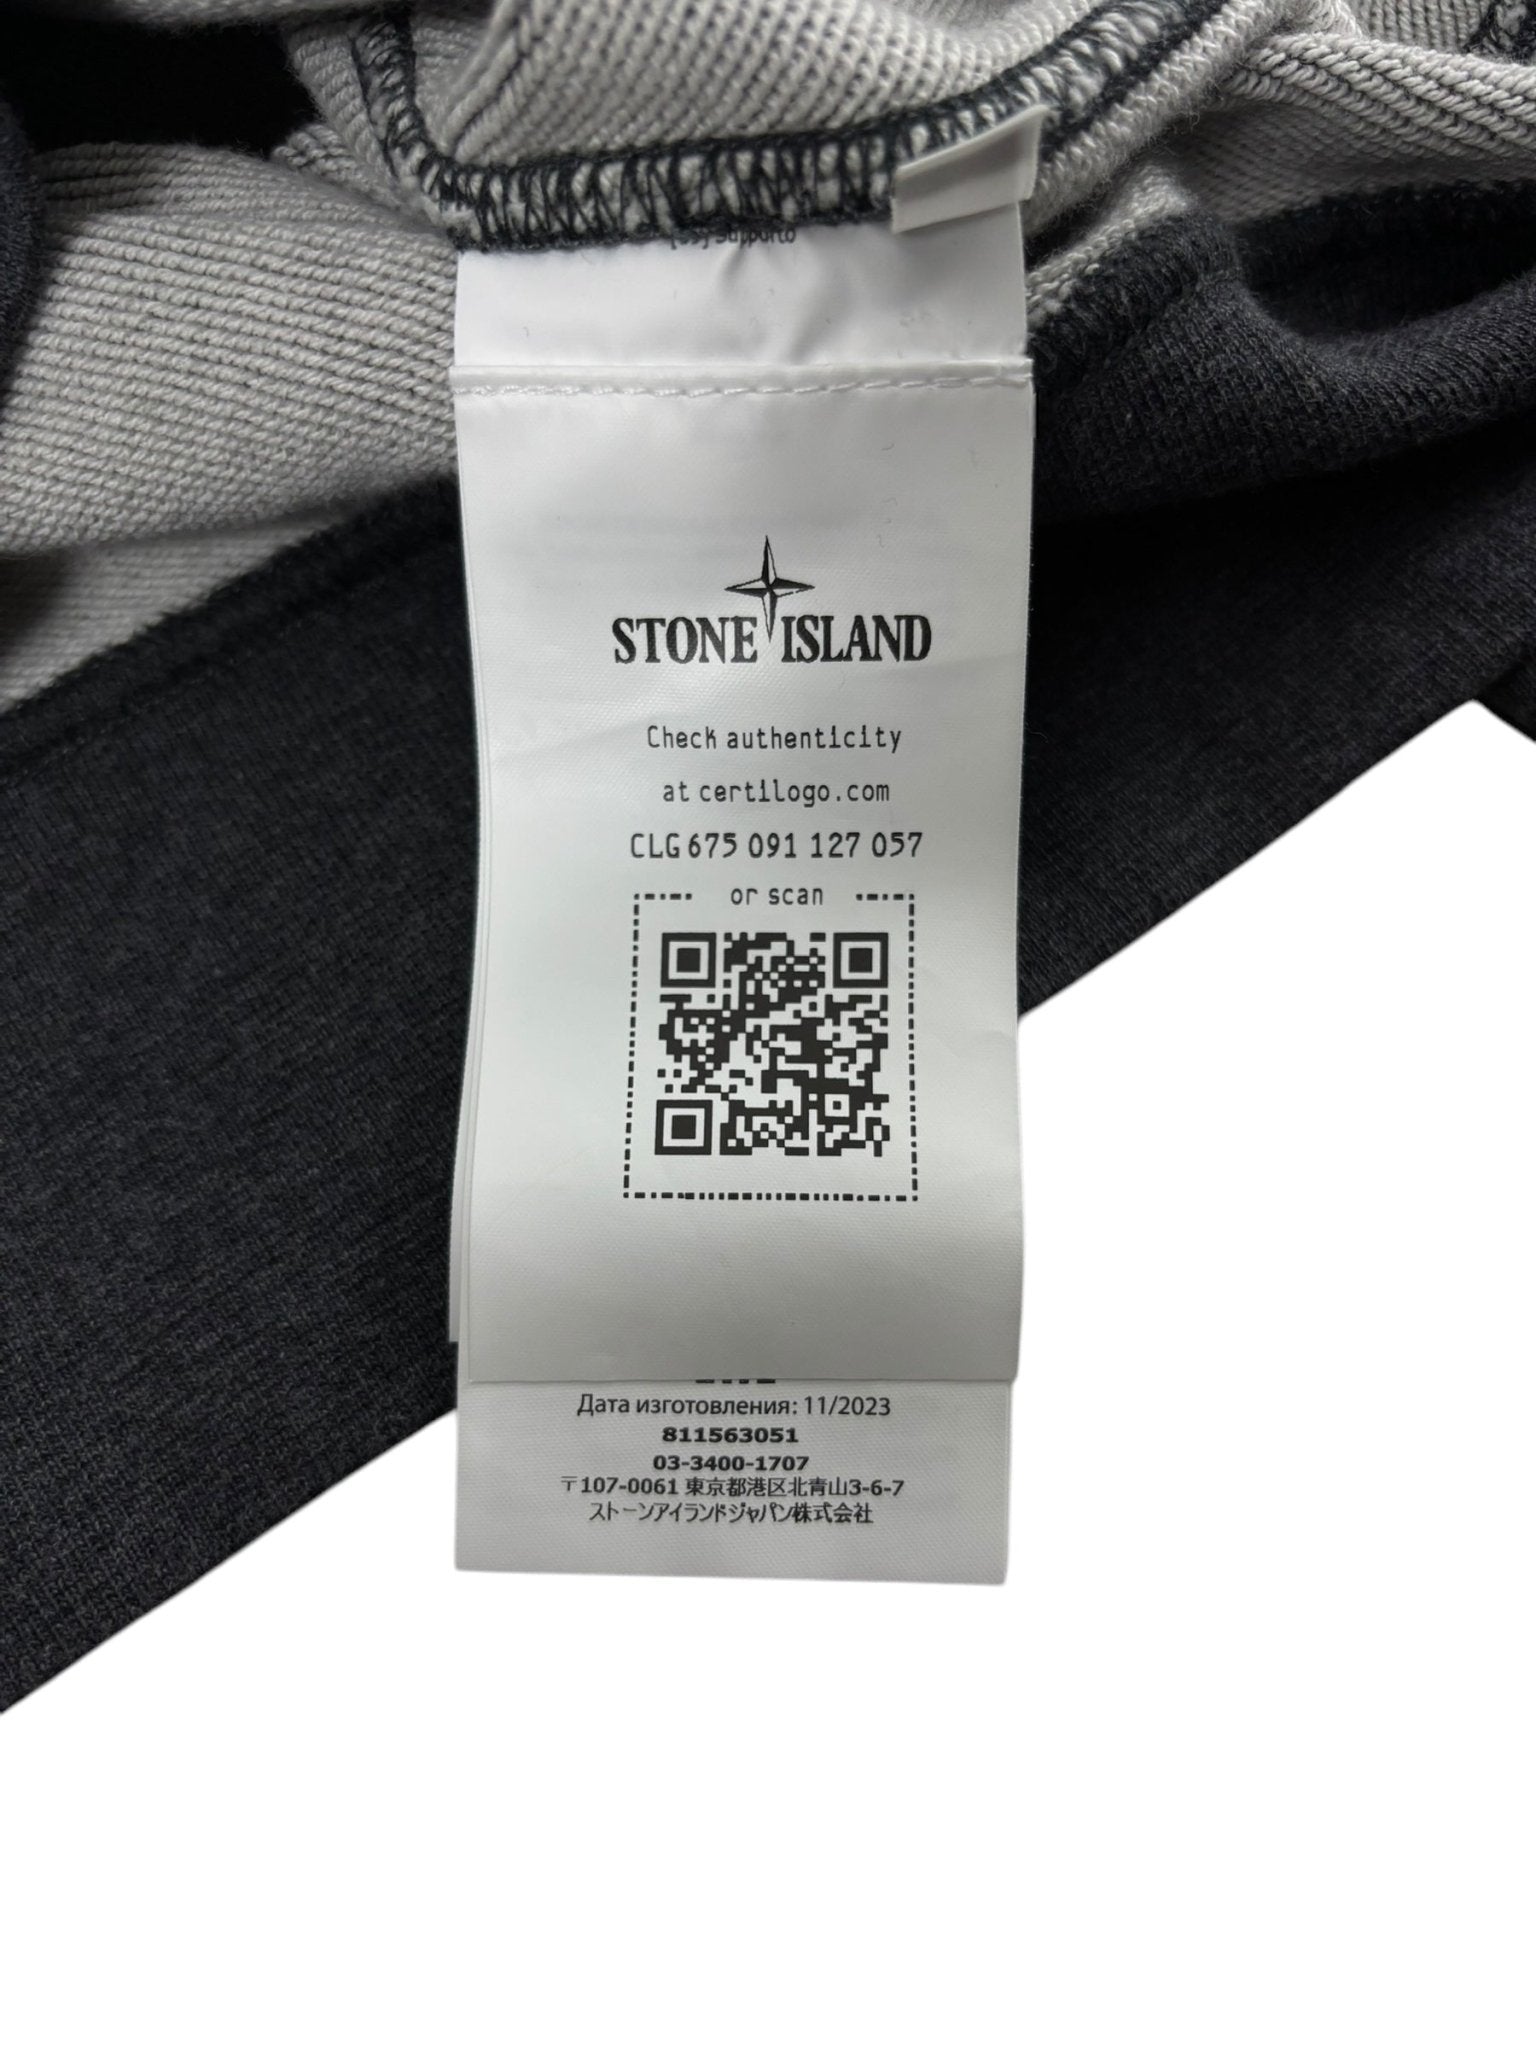 STONE ISLAND
Check authenticity
at certilogo.com
CLG 675 091 127 057
or scan
Дата изготовления: 11/2023
811563051
03-3400-1707
〒107-0061 東京都港区北青山3-6-7
ストーンアイランドジャパン株式会社